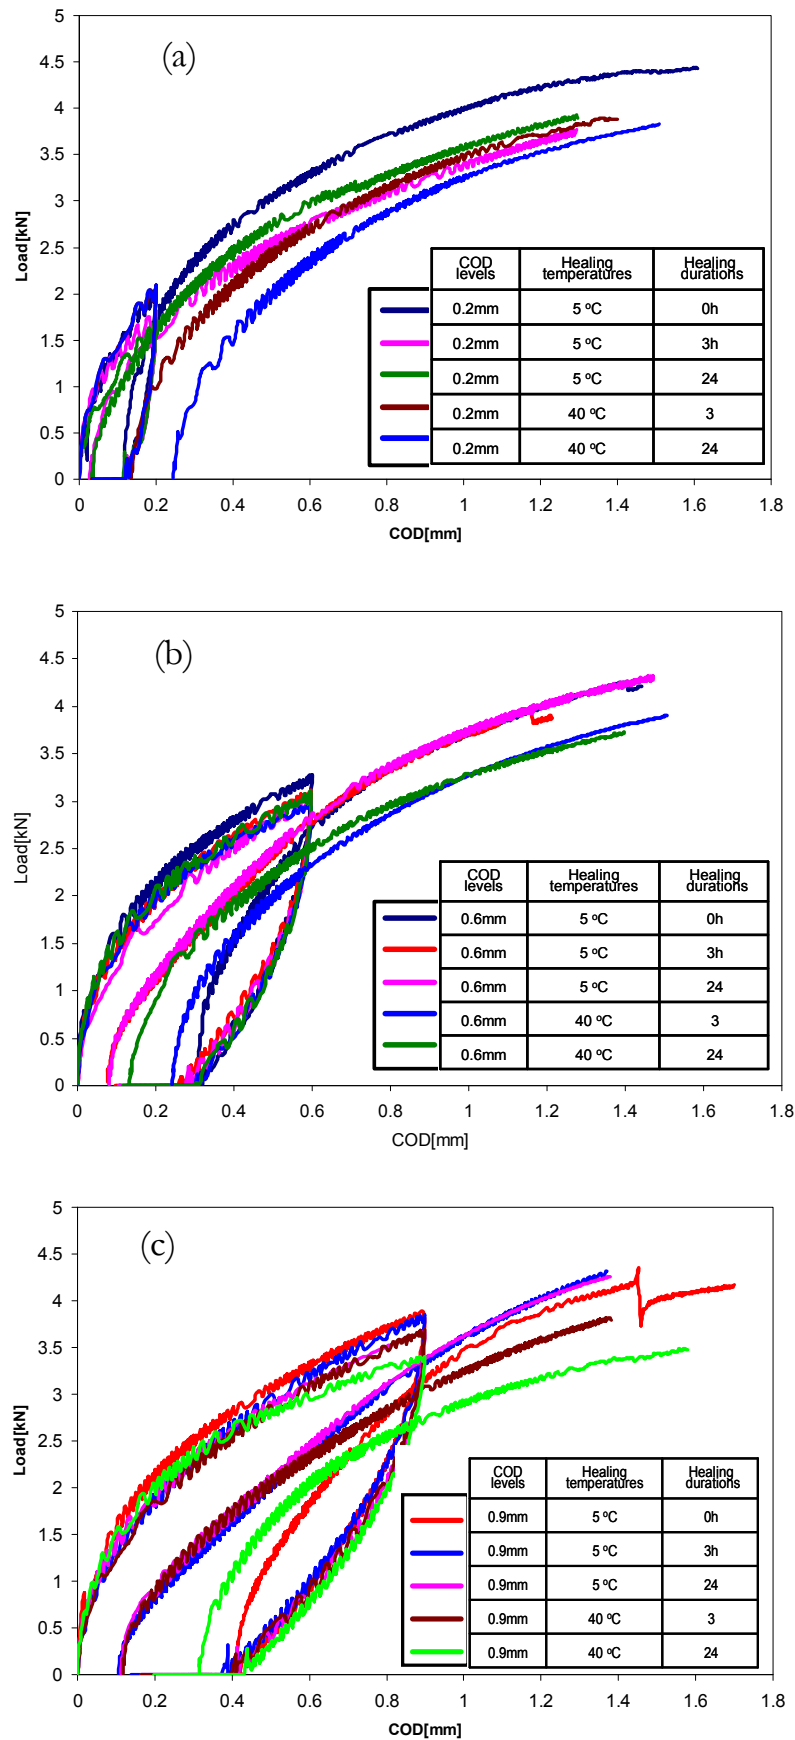 (a)
5
4.5
4
3.5
3
2.5
2
1.5
1
0.5
0
Load[kN]
COD levels Healing temperatures Healing durations
0.2mm 5 ºC 0h
0.2mm 5 ºC 3h
0.2mm 5 ºC 24
0.2mm 40 ºC 3
0.2mm 40 ºC 24
0 0.2 0.4 0.6 0.8 1 1.2 1.4 1.6 1.8
COD[mm]
(b)
5
4.5
4
3.5
3
2.5
2
1.5
1
0.5
0
Load[kN]
COD levels Healing temperatures Healing durations
0.6mm 5 ºC 0h
0.6mm 5 ºC 3h
0.6mm 5 ºC 24
0.6mm 40 ºC 3
0.6mm 40 ºC 24
0 0.2 0.4 0.6 0.8 1 1.2 1.4 1.6 1.8
COD[mm]
(c)
5
4.5
4
3.5
3
2.5
2
1.5
1
0.5
0
Load[kN]
COD levels Healing temperatures Healing durations
0.9mm 5 ºC 0h
0.9mm 5 ºC 3h
0.9mm 5 ºC 24
0.9mm 40 ºC 3
0.9mm 40 ºC 24
0 0.2 0.4 0.6 0.8 1 1.2 1.4 1.6 1.8
COD[mm]